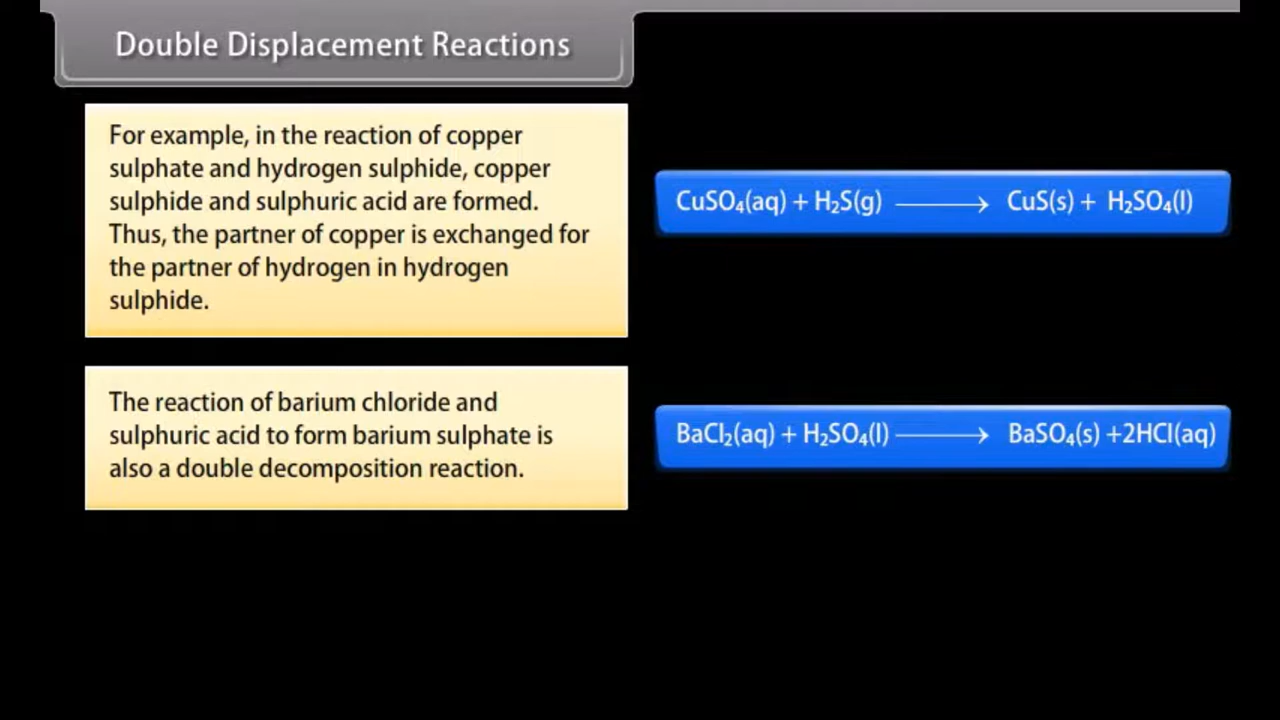 Double Displacement Reactions
For example, in the reaction of copper
sulphate and hydrogen sulphide, copper
sulphide and sulphuric acid are formed.
Thus, the partner of copper is exchanged for
the partner of hydrogen in hydrogen
sulphide.
CuSO₄(aq) + H₂S(g) ⟶ CuS(s) + H₂SO₄(l)
The reaction of barium chloride and
sulphuric acid to form barium sulphate is
also a double decomposition reaction.
BaCl₂(aq) + H₂SO₄(l) ⟶ BaSO₄(s) +2HCl(aq)